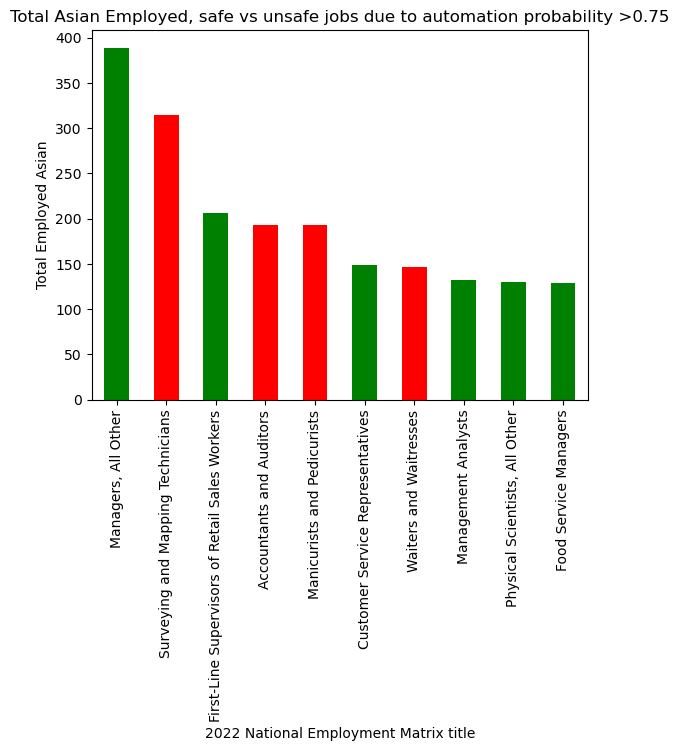 Total Asian Employed, safe vs unsafe jobs due to automation probability >0.75
400
350
300
250
200
150
100
50
0
Total Employed Asian
Managers, All Other
Surveying and Mapping Technicians
First-Line Supervisors of Retail Sales Workers
Accountants and Auditors
Manicurists and Pedicurists
Customer Service Representatives
Waiters and Waitresses
Management Analysts
Physical Scientists, All Other
Food Service Managers
2022 National Employment Matrix title